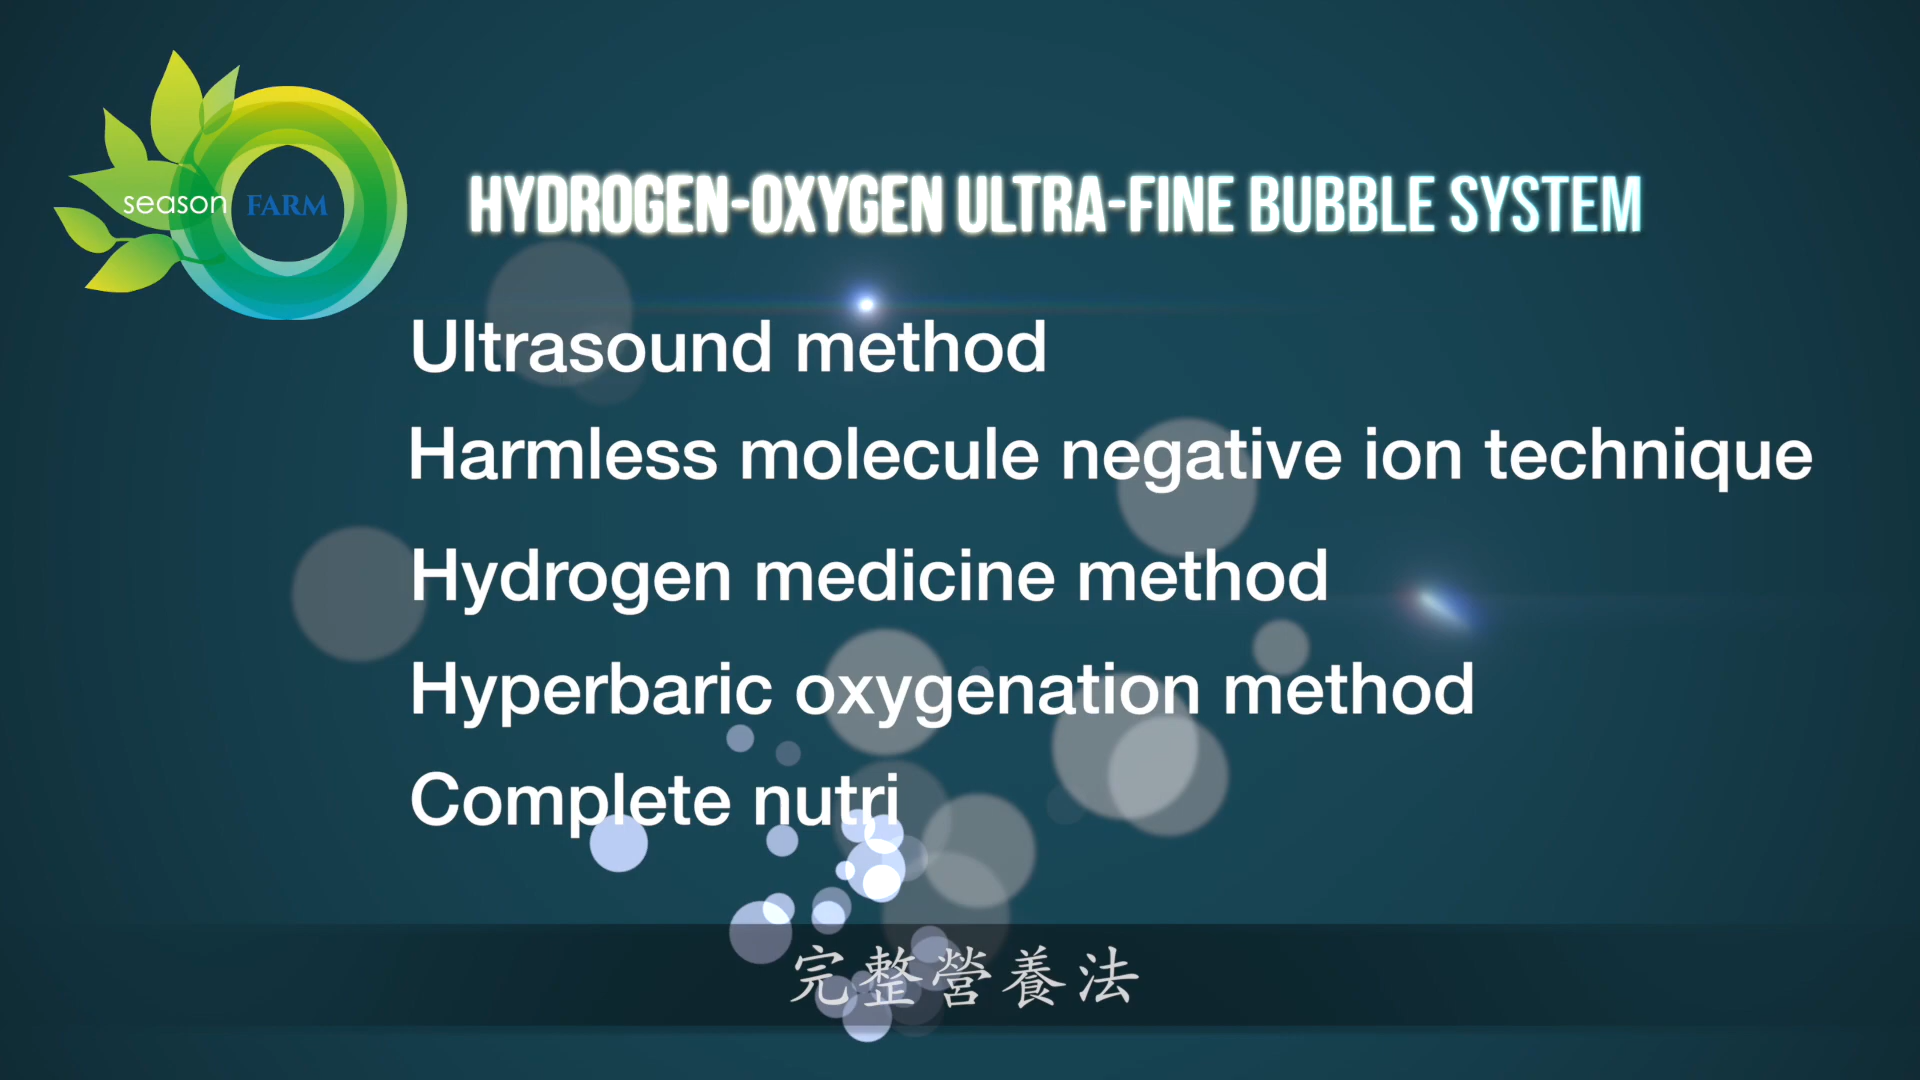 season FARM
HYDROGEN-OXYGEN ULTRA-FINE BUBBLE SYSTEM
Ultrasound method
Harmless molecule negative ion technique
Hydrogen medicine method
Hyperbaric oxygenation method
Complete nutri
完整營養法